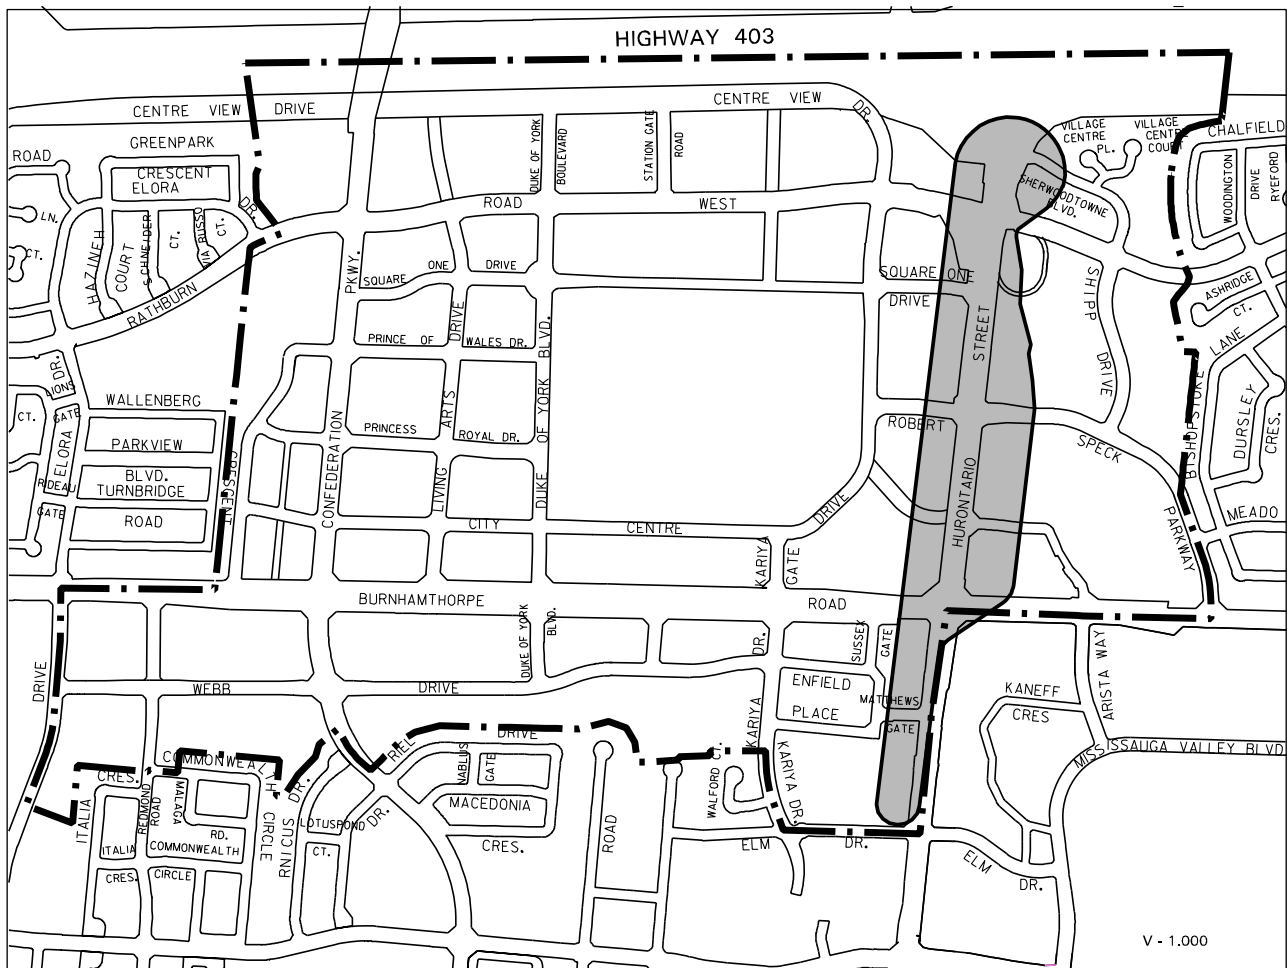 HIGHWAY 403
CENTRE VIEW DRIVE
CENTRE VIEW DR.
GREENPARK
ROAD
CRESCENT
ELORA
DR.
LN.
CT.
HAZINEH
COURT
SCHNEIDER
CT.
VIA RUSSO
CT.
RATHBURN
ROAD
WEST
DUKE OF YORK
BOULEVARD
STATION GATE
ROAD
VILLAGE
CENTRE
PL.
VILLAGE
CENTRE
COURT
CHALFIELD
WOODINGTON
DRIVE
RYEFORD
SHERWOODTOWNE
BLVD.
PKWY.
SQUARE ONE DRIVE
SQUARE ONE
DRIVE
SHIPP
DRIVE
ASHRIDGE
CT.
LANE
PRINCE OF WALES DR.
DRIVE
ARTS
LIVING
DUKE OF YORK BLVD.
STREET
HURONTARIO
DR.
LIONS
GATE
CT.
ELORA
WALLENBERG
PARKVIEW
BLVD.
TURNBRIDGE
ROAD
RIDEAU
GATE
CRESCENT
CONFEDERATION
PRINCESS ROYAL DR.
ROBERT
SPECK
PARKWAY
BISHOPSTOKE
DURSLEY
CRES.
MEADO
CITY CENTRE DRIVE
KARIYA
GATE
BURNHAMTHORPE ROAD
DUKE OF YORK
BLVD.
DR.
KARIYA
SUSSEX
GATE
DRIVE
WEBB DRIVE
ENFIELD
PLACE
MATTHEWS
GATE
KANEFF
CRES
ARISTA WAY
MISSISSAUGA VALLEY BLVD
COMMONWEALTH
CIRCLE
RIEL DRIVE
NABLUS
GATE
MACEDONIA
CRES.
WALFORD CT.
KARIYA DR.
ITALIA
CRES.
REDMOND
ROAD
MALAGA
RD.
ITALIA
CRES.
COMMONWEALTH
CIRCLE
DR.
LOTUSPOND
CT.
DR.
ROAD
ELM DR.
ELM
DR.
V - 1.000